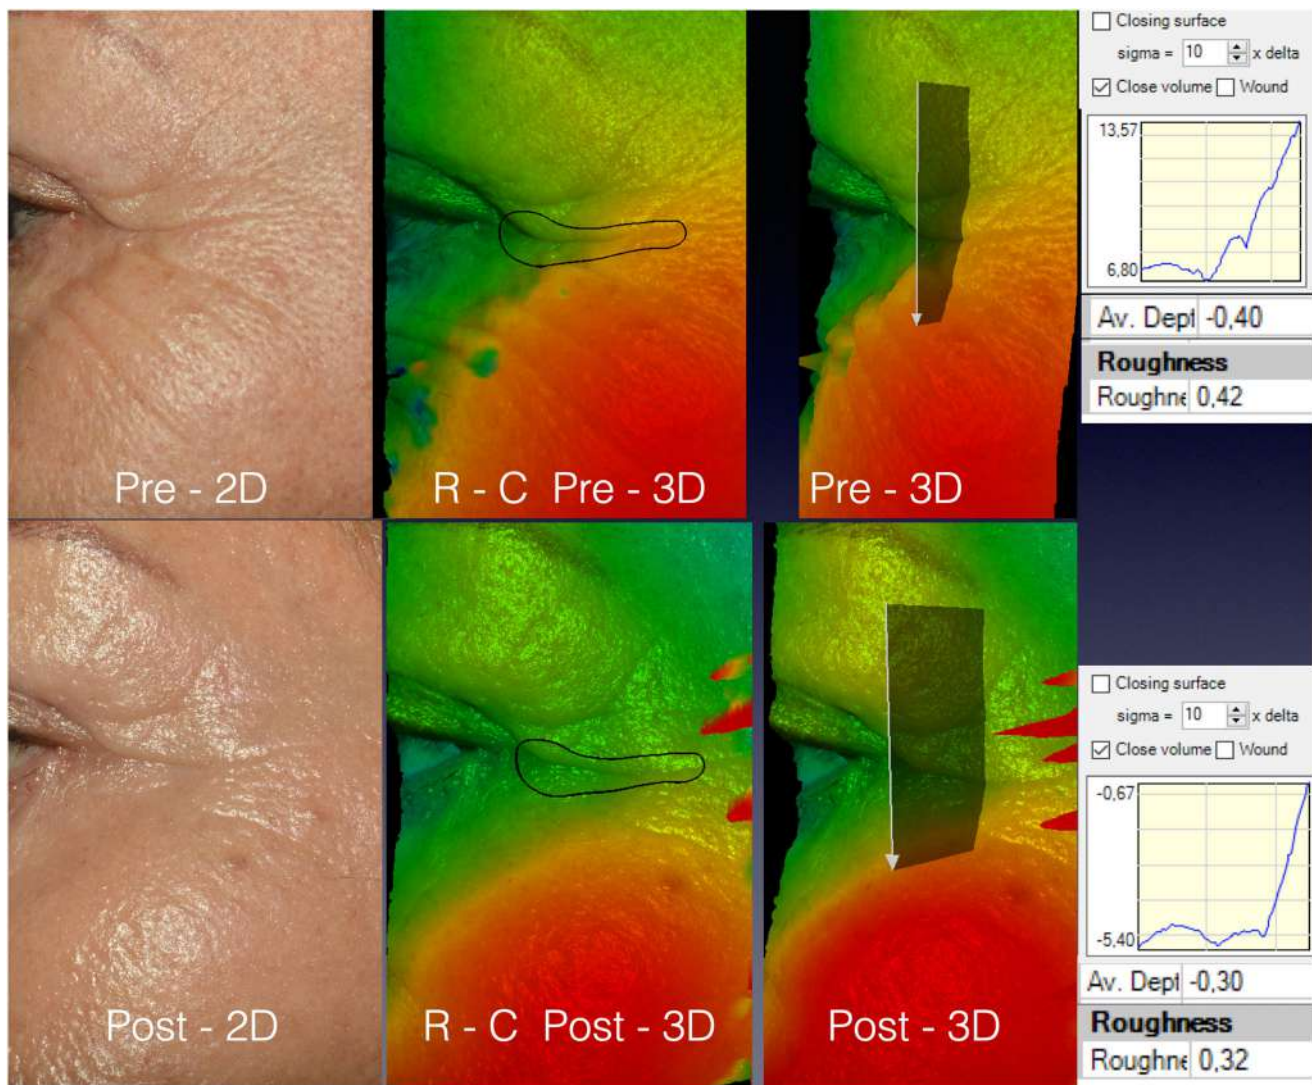 Closing surface
sigma = 10 x delta
Close volume Wound
13,57
6,80
Av. Dept -0,40
Roughness
Roughne 0,42
Pre - 2D
R - C Pre - 3D
Pre - 3D
Closing surface
sigma = 10 x delta
Close volume Wound
-0,67
-5,40
Av. Dept -0,30
Roughness
Roughne 0,32
Post - 2D
R - C Post - 3D
Post - 3D